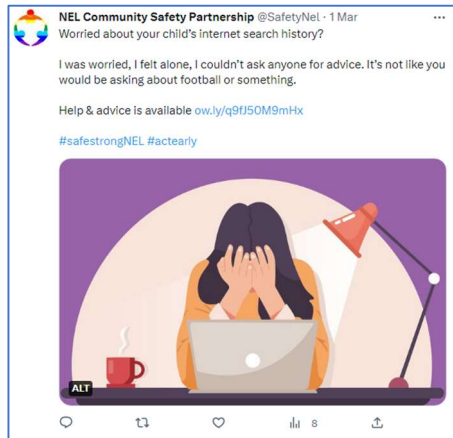 NEL Community Safety Partnership @SafetyNel · 1 Mar
Worried about your child's internet search history?
I was worried, I felt alone, I couldn't ask anyone for advice. It's not like you
would be asking about football or something.
Help & advice is available ow.ly/q9fJ50M9mHx
#safestrongNEL #actearly
ALT
8